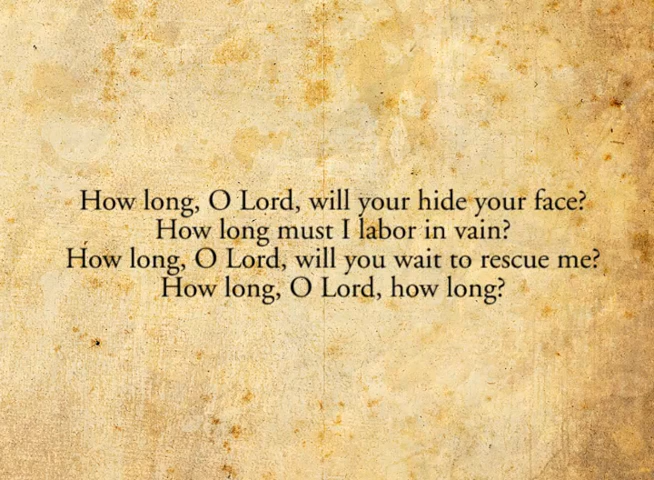 How long, O Lord, will your hide your face?
How long must I labor in vain?
How long, O Lord, will you wait to rescue me?
How long, O Lord, how long?